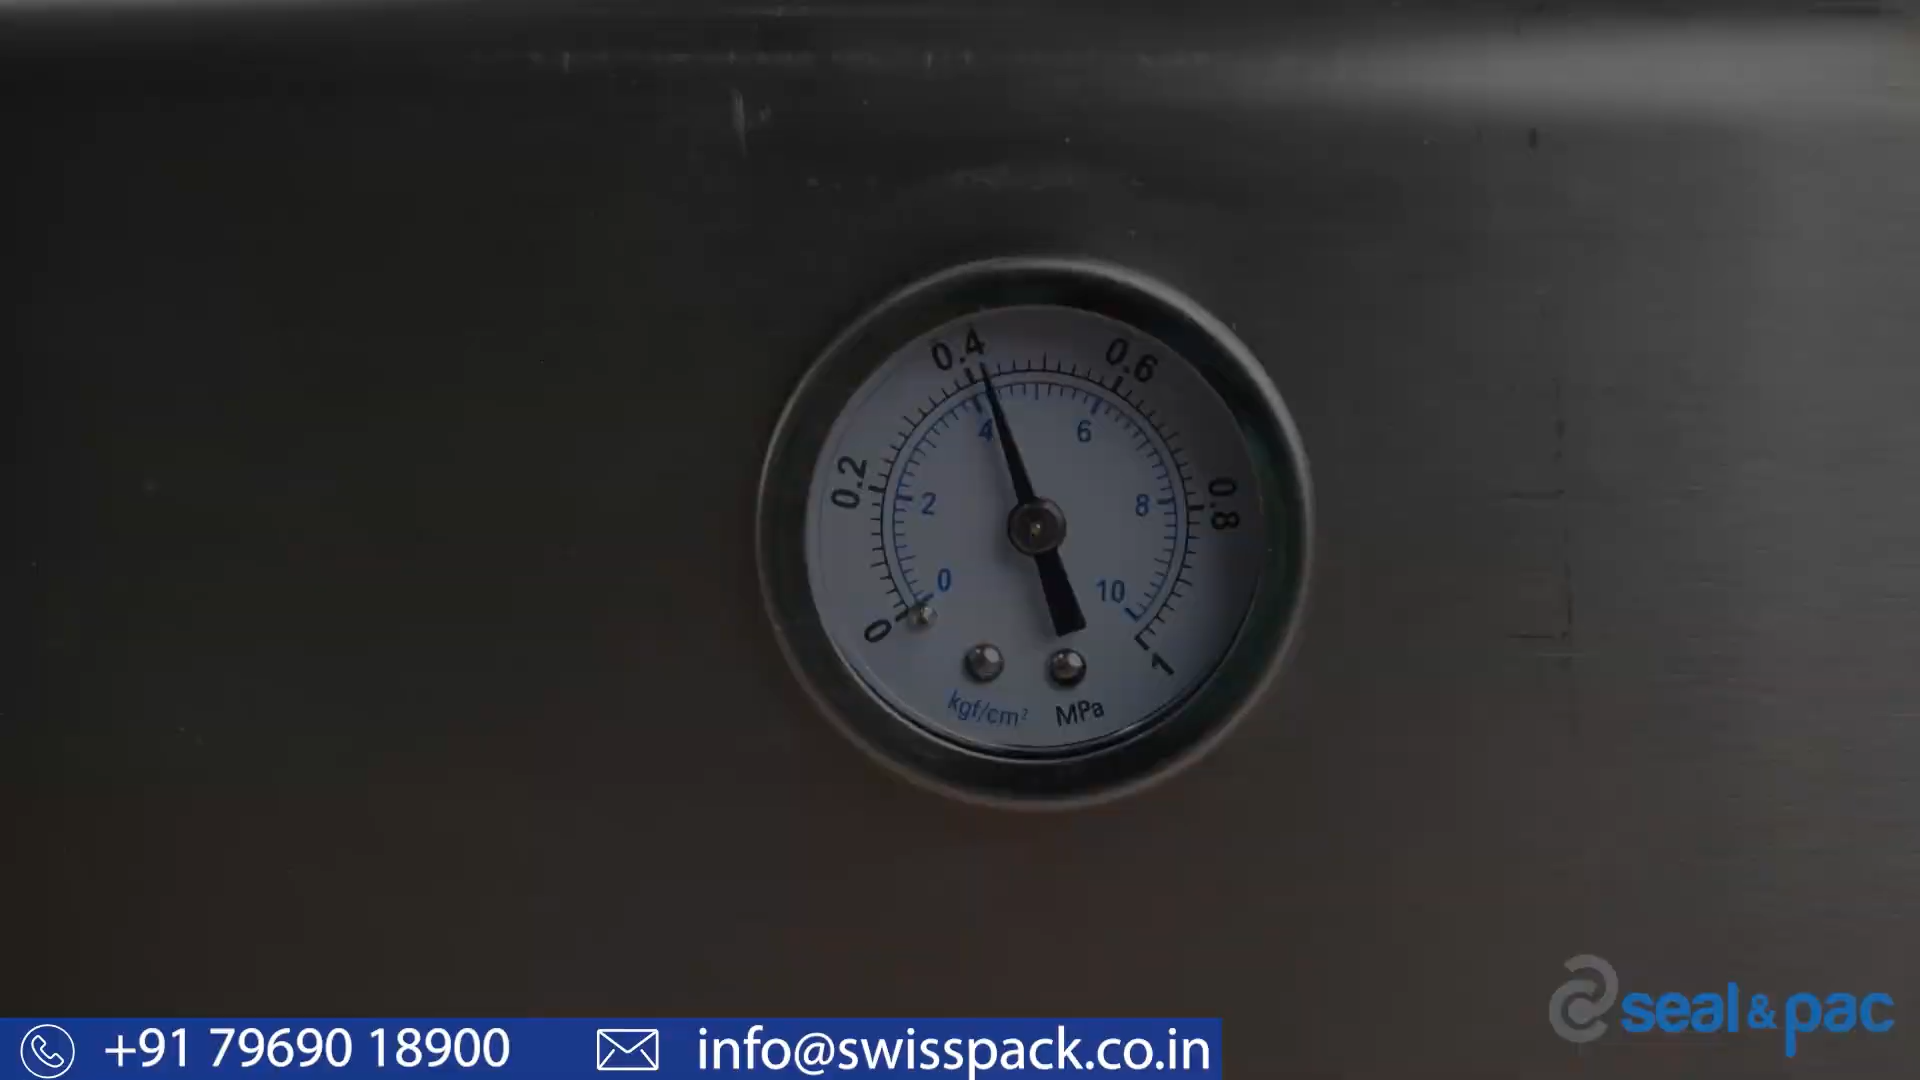 0 0.2 0.4 0.6 0.8 1
0 2 4 6 8 10
kgf/cm² MPa
seal & pac
+91 79690 18900 info@swisspack.co.in